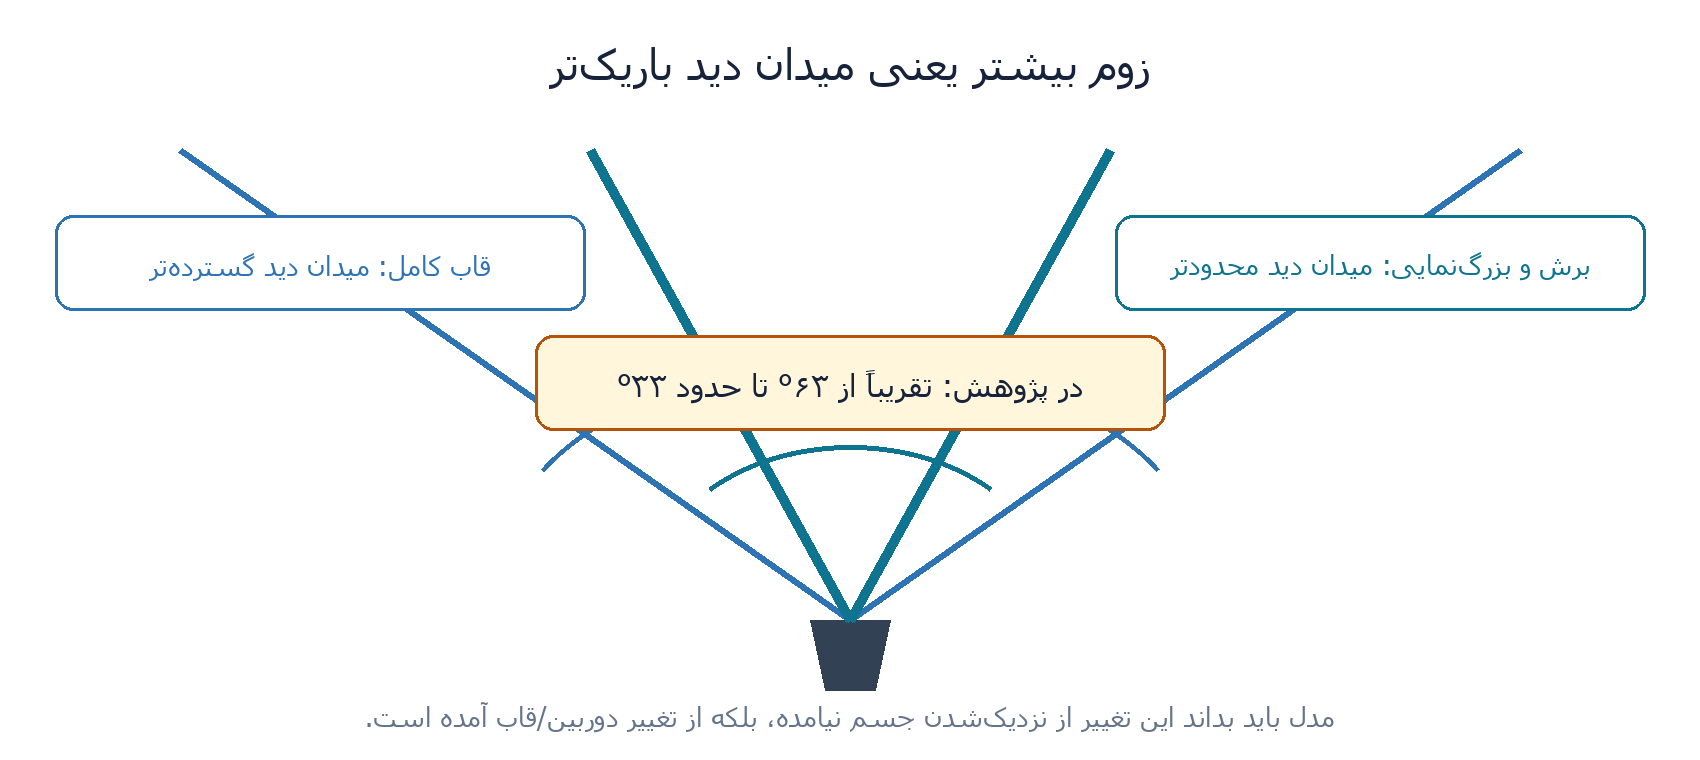 زوم بیشتر یعنی میدان دید باریک‌تر
برش و بزرگ‌نمایی: میدان دید محدودتر
قاب کامل: میدان دید گسترده‌تر
در پژوهش: تقریباً از ۶۳° تا حدود ۳۳°
مدل باید بداند این تغییر از نزدیک‌شدن جسم نیامده، بلکه از تغییر دوربین/قاب آمده است.